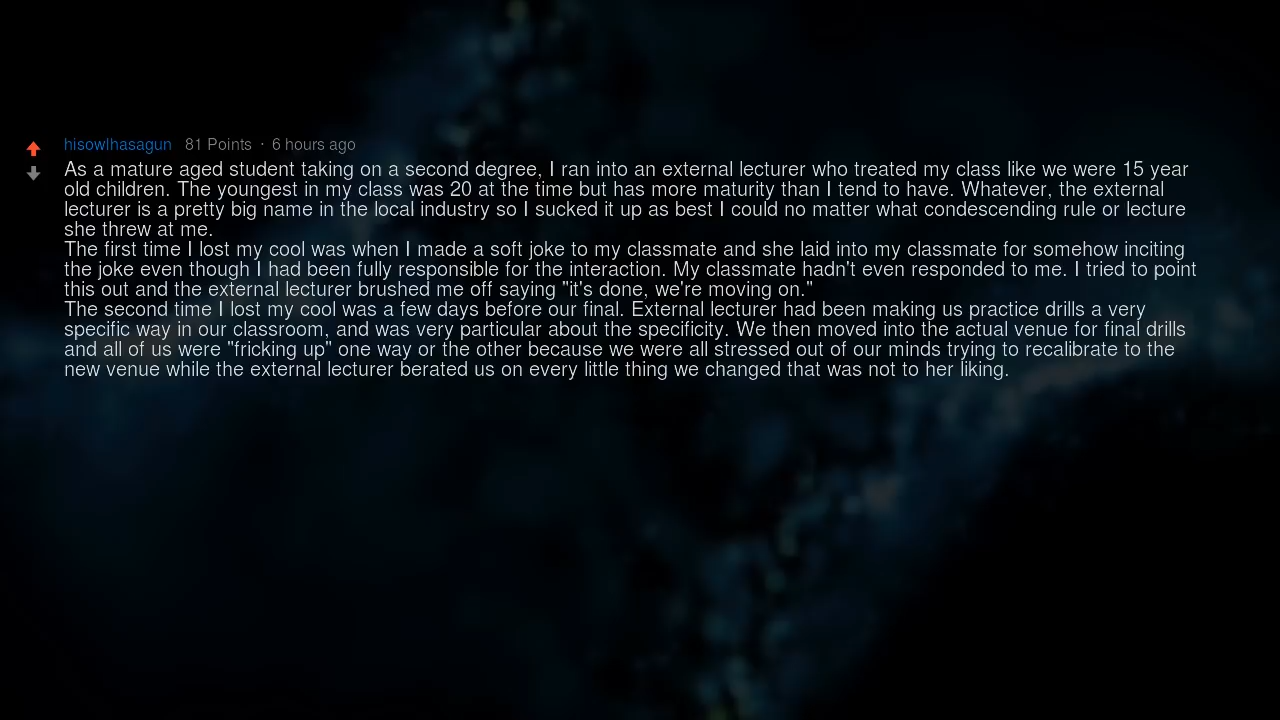 hisowlhasagun 81 Points · 6 hours ago
As a mature aged student taking on a second degree, I ran into an external lecturer who treated my class like we were 15 year
old children. The youngest in my class was 20 at the time but has more maturity than I tend to have. Whatever, the external
lecturer is a pretty big name in the local industry so I sucked it up as best I could no matter what condescending rule or lecture
she threw at me.
The first time I lost my cool was when I made a soft joke to my classmate and she laid into my classmate for somehow inciting
the joke even though I had been fully responsible for the interaction. My classmate hadn't even responded to me. I tried to point
this out and the external lecturer brushed me off saying "it's done, we're moving on."
The second time I lost my cool was a few days before our final. External lecturer had been making us practice drills a very
specific way in our classroom, and was very particular about the specificity. We then moved into the actual venue for final drills
and all of us were "fricking up" one way or the other because we were all stressed out of our minds trying to recalibrate to the
new venue while the external lecturer berated us on every little thing we changed that was not to her liking.